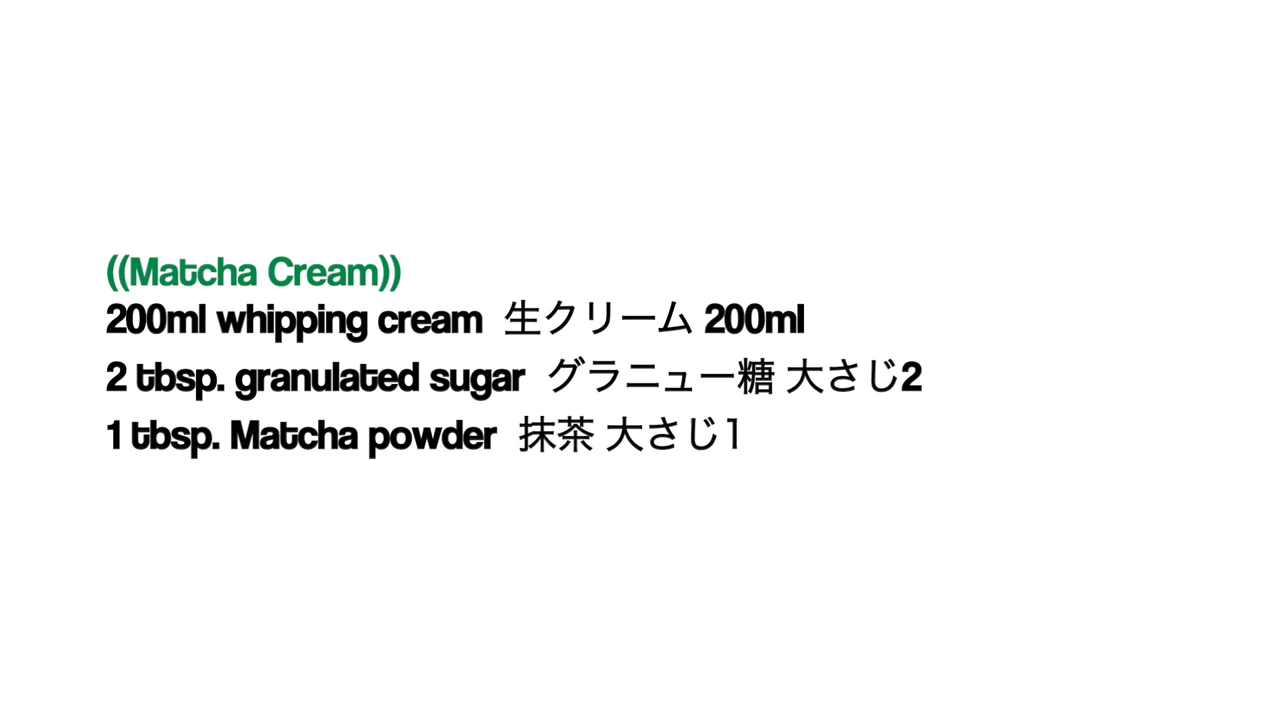 ((Matcha Cream))
200ml whipping cream 生クリーム 200ml
2 tbsp. granulated sugar グラニュー糖 大さじ2
1 tbsp. Matcha powder 抹茶 大さじ1